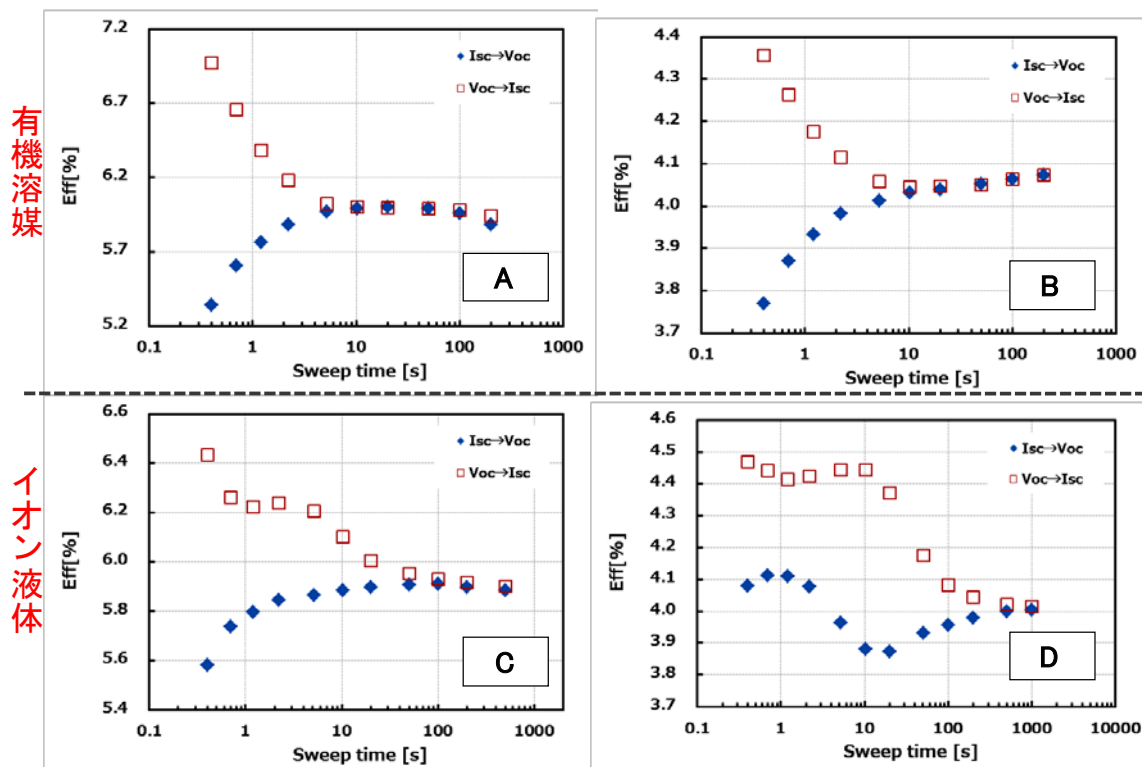 有機溶媒
7.2
6.7
6.2
5.7
5.2
Eff[%]
Isc→Voc
Voc→Isc
A
0.1 1 10 100 1000
Sweep time [s]
4.4
4.3
4.2
4.1
4.0
3.9
3.8
3.7
Eff[%]
Isc→Voc
Voc→Isc
B
0.1 1 10 100 1000
Sweep time [s]
イオン液体
6.6
6.4
6.2
6.0
5.8
5.6
5.4
Eff[%]
Isc→Voc
Voc→Isc
C
0.1 1 10 100 1000
Sweep time [s]
4.6
4.5
4.4
4.3
4.2
4.1
4.0
3.9
3.8
3.7
Eff[%]
Isc→Voc
Voc→Isc
D
0.1 1 10 100 1000
Sweep time [s]